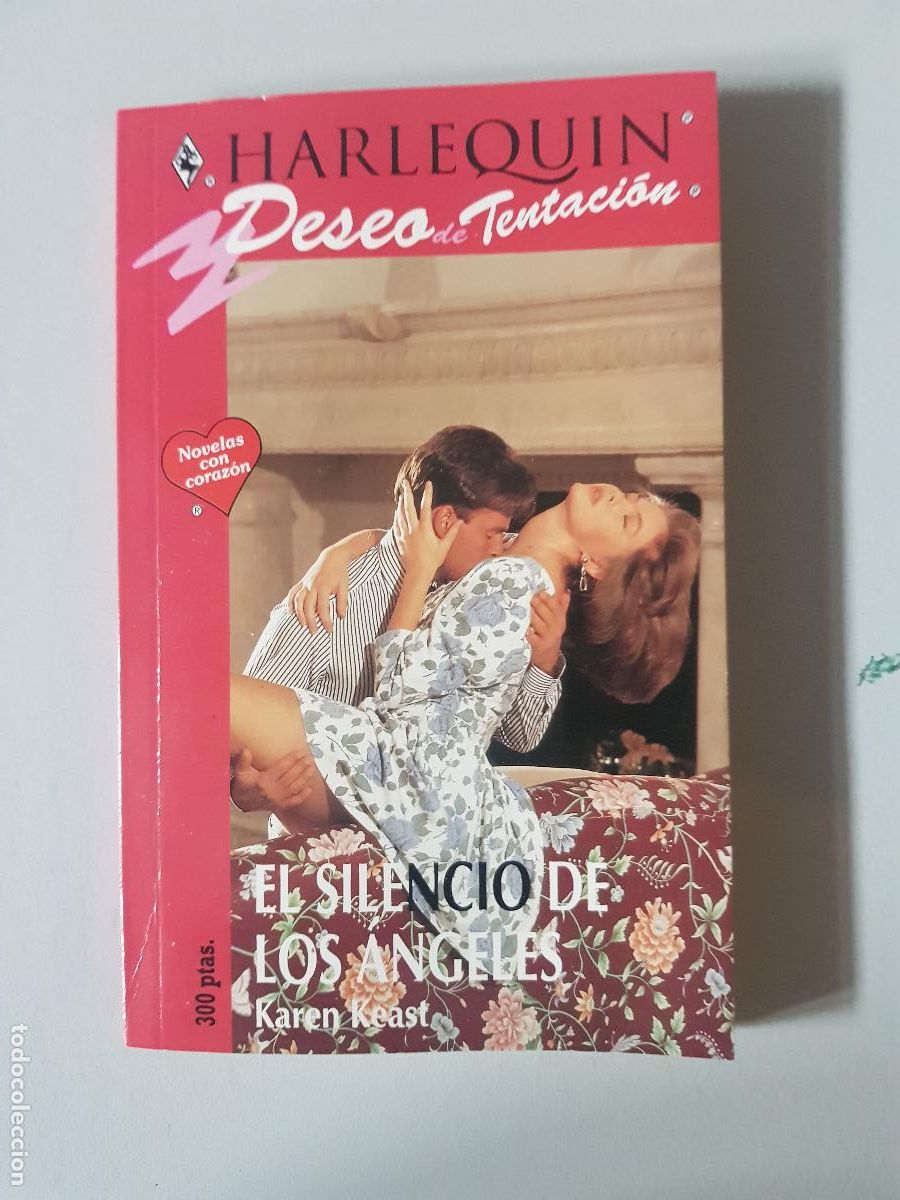 HARLEQUIN
®
®
Deseo de Tentación
®
Novelas
con
corazón
®
EL SILENCIO DE
LOS ÁNGELES
Karen Keast
300 ptas.
todocoleccion